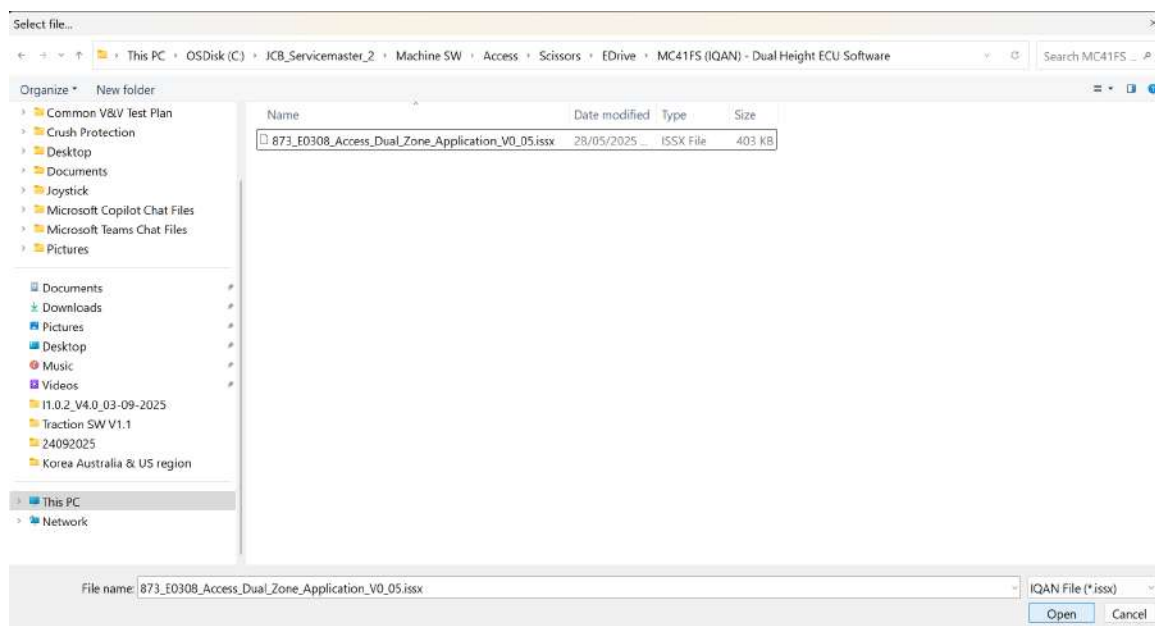 Select file...
This PC › OSDisk (C:) › JCB_Servicemaster_2 › Machine SW › Access › Scissors › EDrive › MC41FS (IQAN) - Dual Height ECU Software
Search MC41FS ...
Organize
New folder
Common V&V Test Plan
Crush Protection
Desktop
Documents
Joystick
Microsoft Copilot Chat Files
Microsoft Teams Chat Files
Pictures
Documents
Downloads
Pictures
Desktop
Music
Videos
I1.0.2_V4.0_03-09-2025
Traction SW V1.1
24092025
Korea Australia & US region
This PC
Network
Name Date modified Type Size
873_E0308_Access_Dual_Zone_Application_V0_05.issx 28/05/2025 ... ISSX File 403 KB
File name: 873_E0308_Access_Dual_Zone_Application_V0_05.issx
IQAN File (*.issx)
Open Cancel